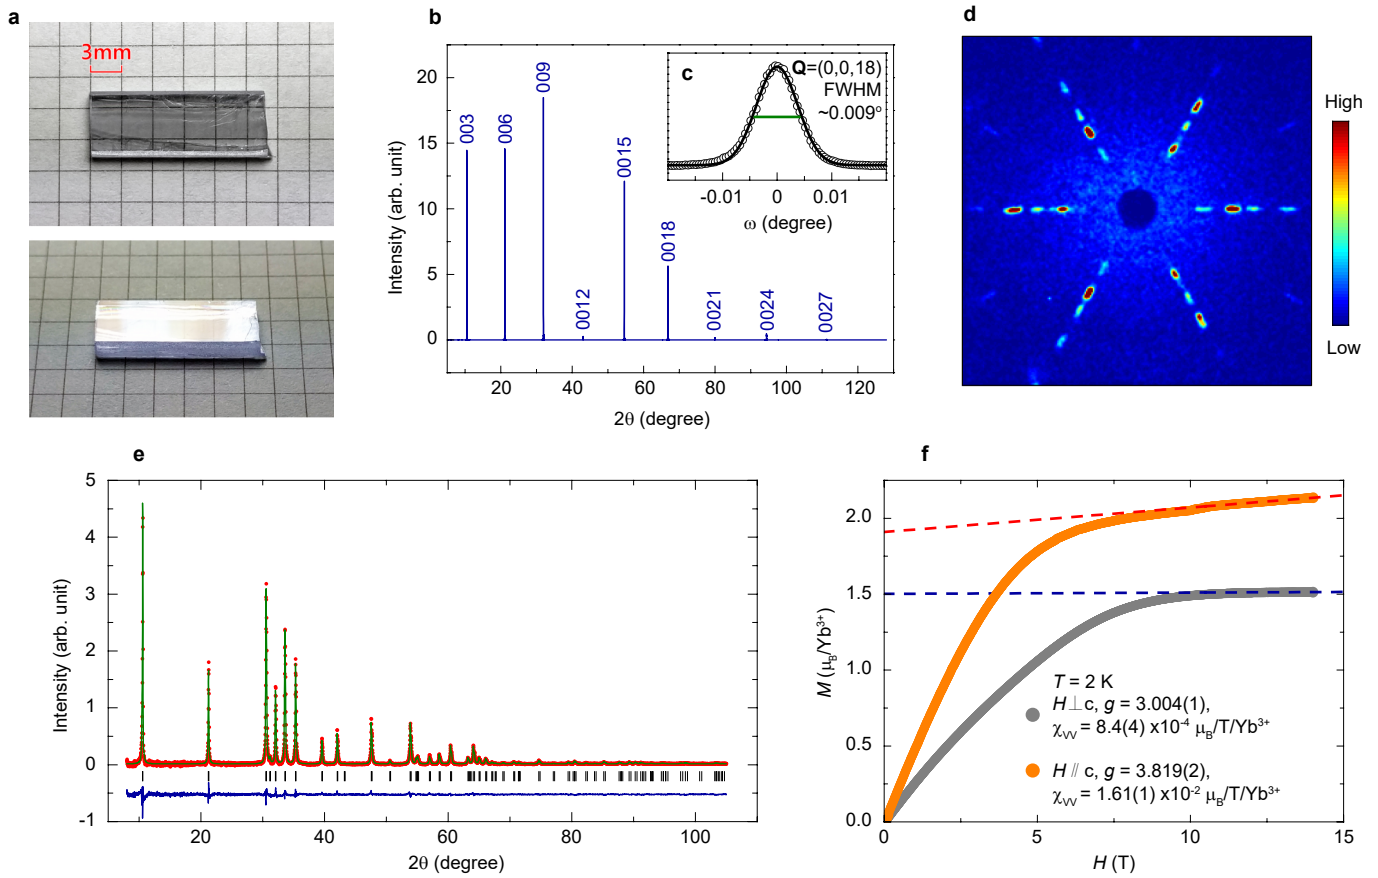 a
3mm
b
Intensity (arb. unit)
20
15
10
5
0
003
006
009
0012
0015
0018
0021
0024
0027
20
40
60
80
100
120
2θ (degree)
c
Q=(0,0,18)
FWHM
~0.009°
-0.01
0
0.01
ω (degree)
d
High
Low
e
Intensity (arb. unit)
5
4
3
2
1
0
-1
20
40
60
80
100
2θ (degree)
f
M (μB/Yb³⁺)
2.0
1.5
1.0
0.5
0.0
T = 2 K
H⊥c, g = 3.004(1),
χVV = 8.4(4) x10⁻⁴ μB/T/Yb³⁺
H // c, g = 3.819(2),
χVV = 1.61(1) x10⁻² μB/T/Yb³⁺
0
5
10
15
H (T)